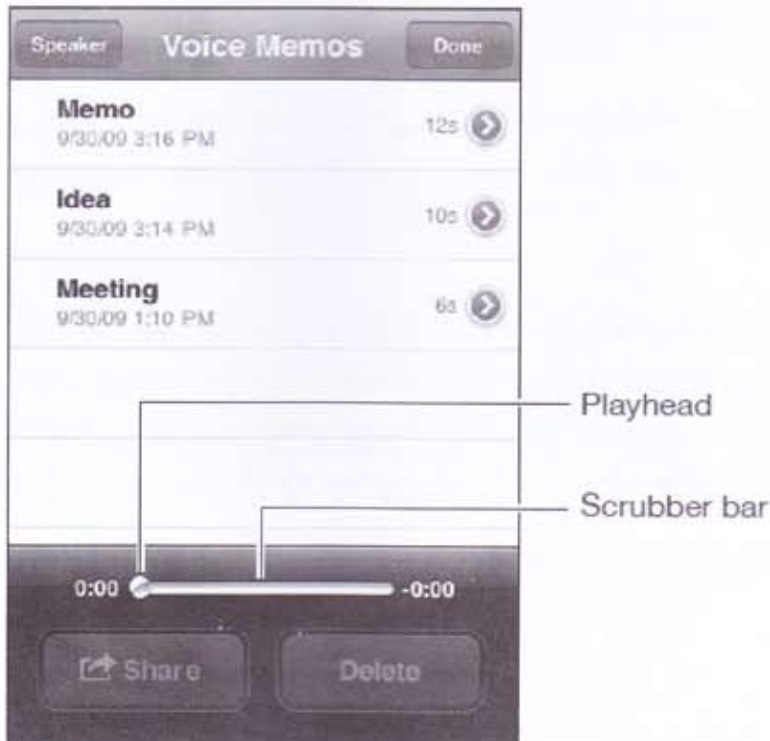 Speaker Voice Memos Done
Memo
9/30/09 3:16 PM 12s
Idea
9/30/09 3:14 PM 10s
Meeting
9/30/09 1:10 PM 6s
Playhead
Scrubber bar
0:00 -0:00
Share Delete